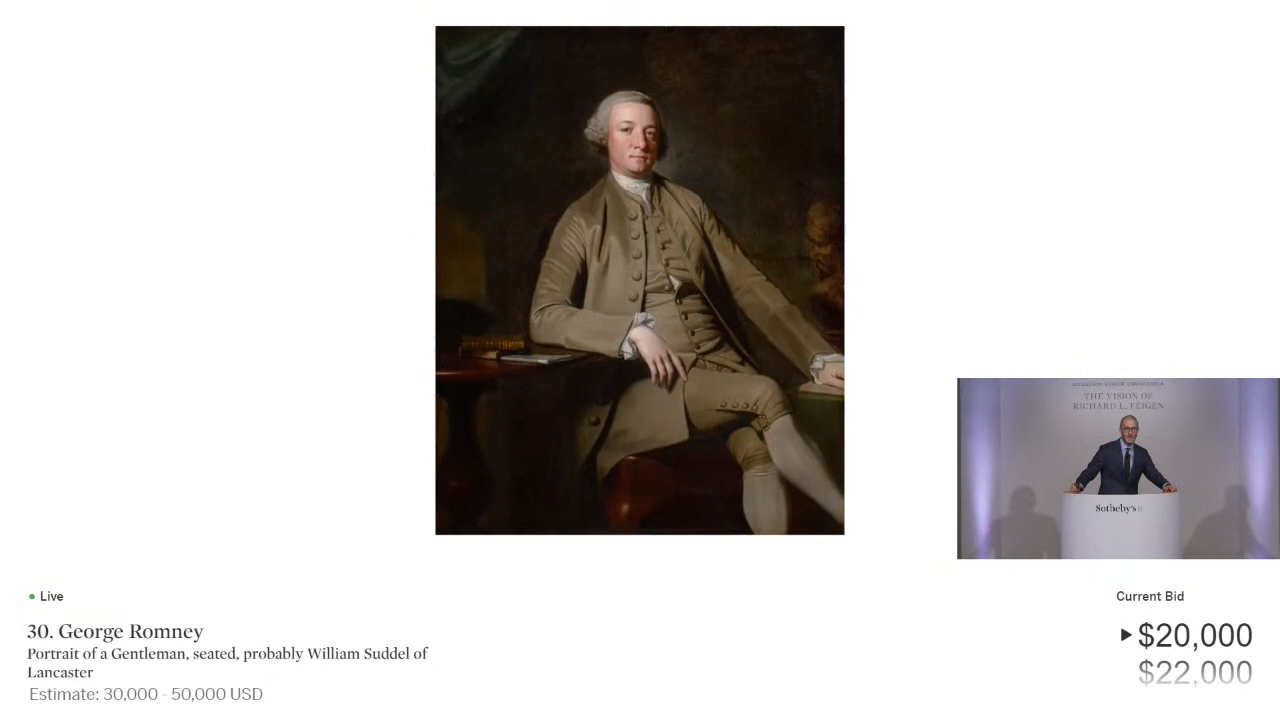 THE VISION OF
RICHARD L. FEIGEN
Sotheby's
Live
30. George Romney
Portrait of a Gentleman, seated, probably William Suddel of
Lancaster
Estimate: 30,000 - 50,000 USD
Current Bid
$20,000
$22,000